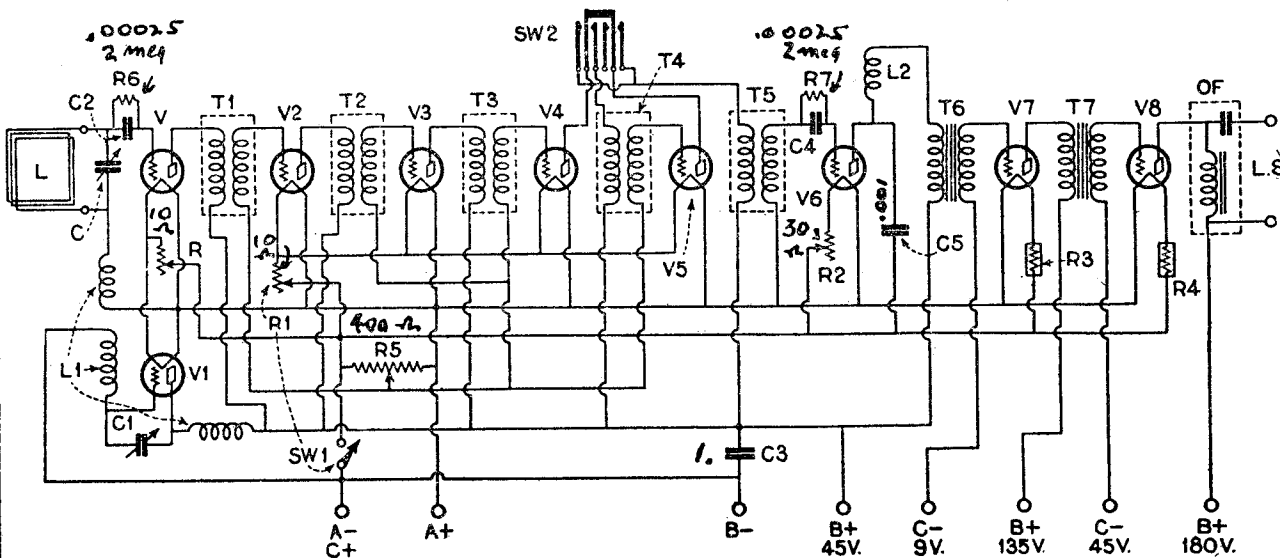 .00025
2 meg
R6
C2
V
T1
V2
T2
V3
T3
V4
SW2
T4
T5
.00025
2 meg
R7
C4
L2
T6
V7
T7
V8
OF
L
C
10
Ω
R
10
Ω
R1
V5
V6
30
Ω
R2
.001
C5
R3
R4
400 Ω
R5
L1
V1
C1
SW1
1.
C3
A-
C+
A+
B-
B+
45V.
C-
9V.
B+
135V.
C-
45V.
B+
180V.